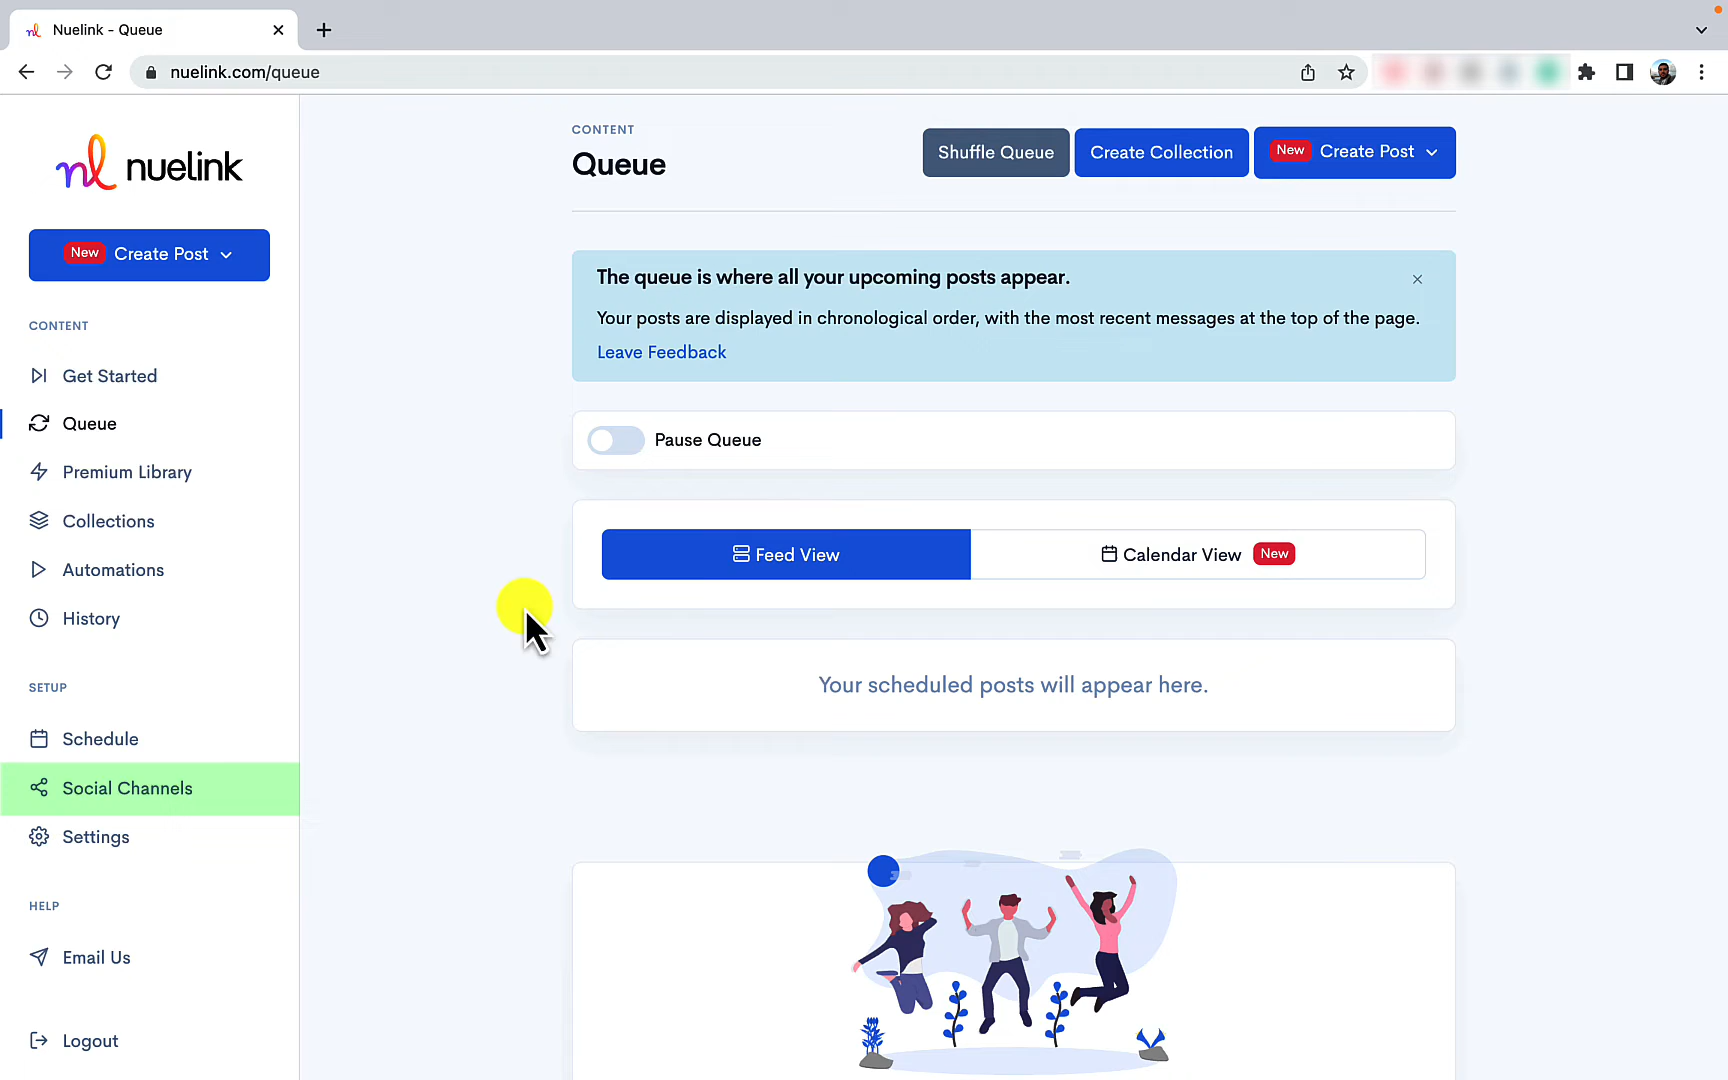 Nuelink - Queue
nuelink.com/queue
nl nuelink
New Create Post
CONTENT
Get Started
Queue
Premium Library
Collections
Automations
History
SETUP
Schedule
Social Channels
Settings
HELP
Email Us
Logout
CONTENT
Queue
Shuffle Queue
Create Collection
New Create Post
The queue is where all your upcoming posts appear.
Your posts are displayed in chronological order, with the most recent messages at the top of the page.
Leave Feedback
Pause Queue
Feed View
Calendar View New
Your scheduled posts will appear here.